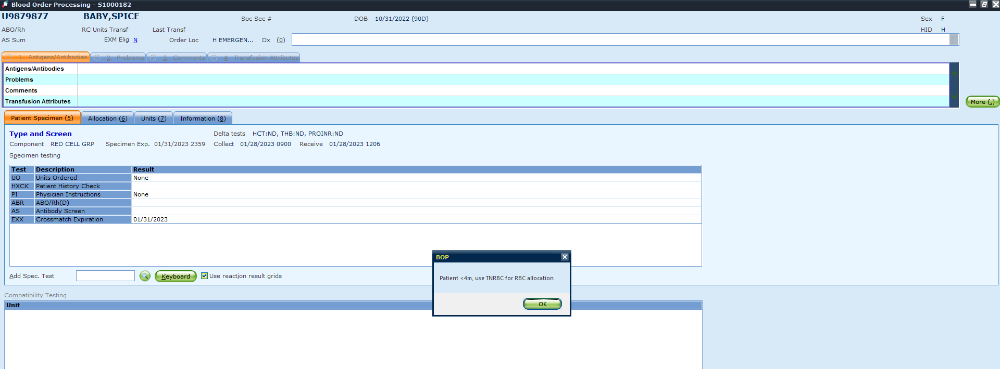 Blood Order Processing - S1000182
U9879877 BABY,SPICE Soc Sec # DOB 10/31/2022 (90D) Sex F
ABO/Rh RC Units Transf Last Transf HID H
AS Sum EXM Elig N Order Loc H EMERGEN... Dx (0)
1. Antigens/Antibodies 2. Problems 3. Comments 4. Transfusion Attributes
Antigens/Antibodies
Problems
Comments
Transfusion Attributes
More (.)
Patient Specimen (5) Allocation (6) Units (7) Information (8)
Type and Screen Delta tests HCT:ND, THB:ND, PROINR:ND
Component RED CELL GRP Specimen Exp. 01/31/2023 2359 Collect 01/28/2023 0900 Receive 01/28/2023 1206
Specimen testing
Test Description Result
UO Units Ordered None
HXCK Patient History Check
PI Physician Instructions None
ABR ABO/Rh(D)
AS Antibody Screen
EXX Crossmatch Expiration 01/31/2023
BOP
Patient <4m, use TNRBC for RBC allocation
OK
Add Spec. Test Keyboard Use reaction result grids
Compatibility Testing
Unit